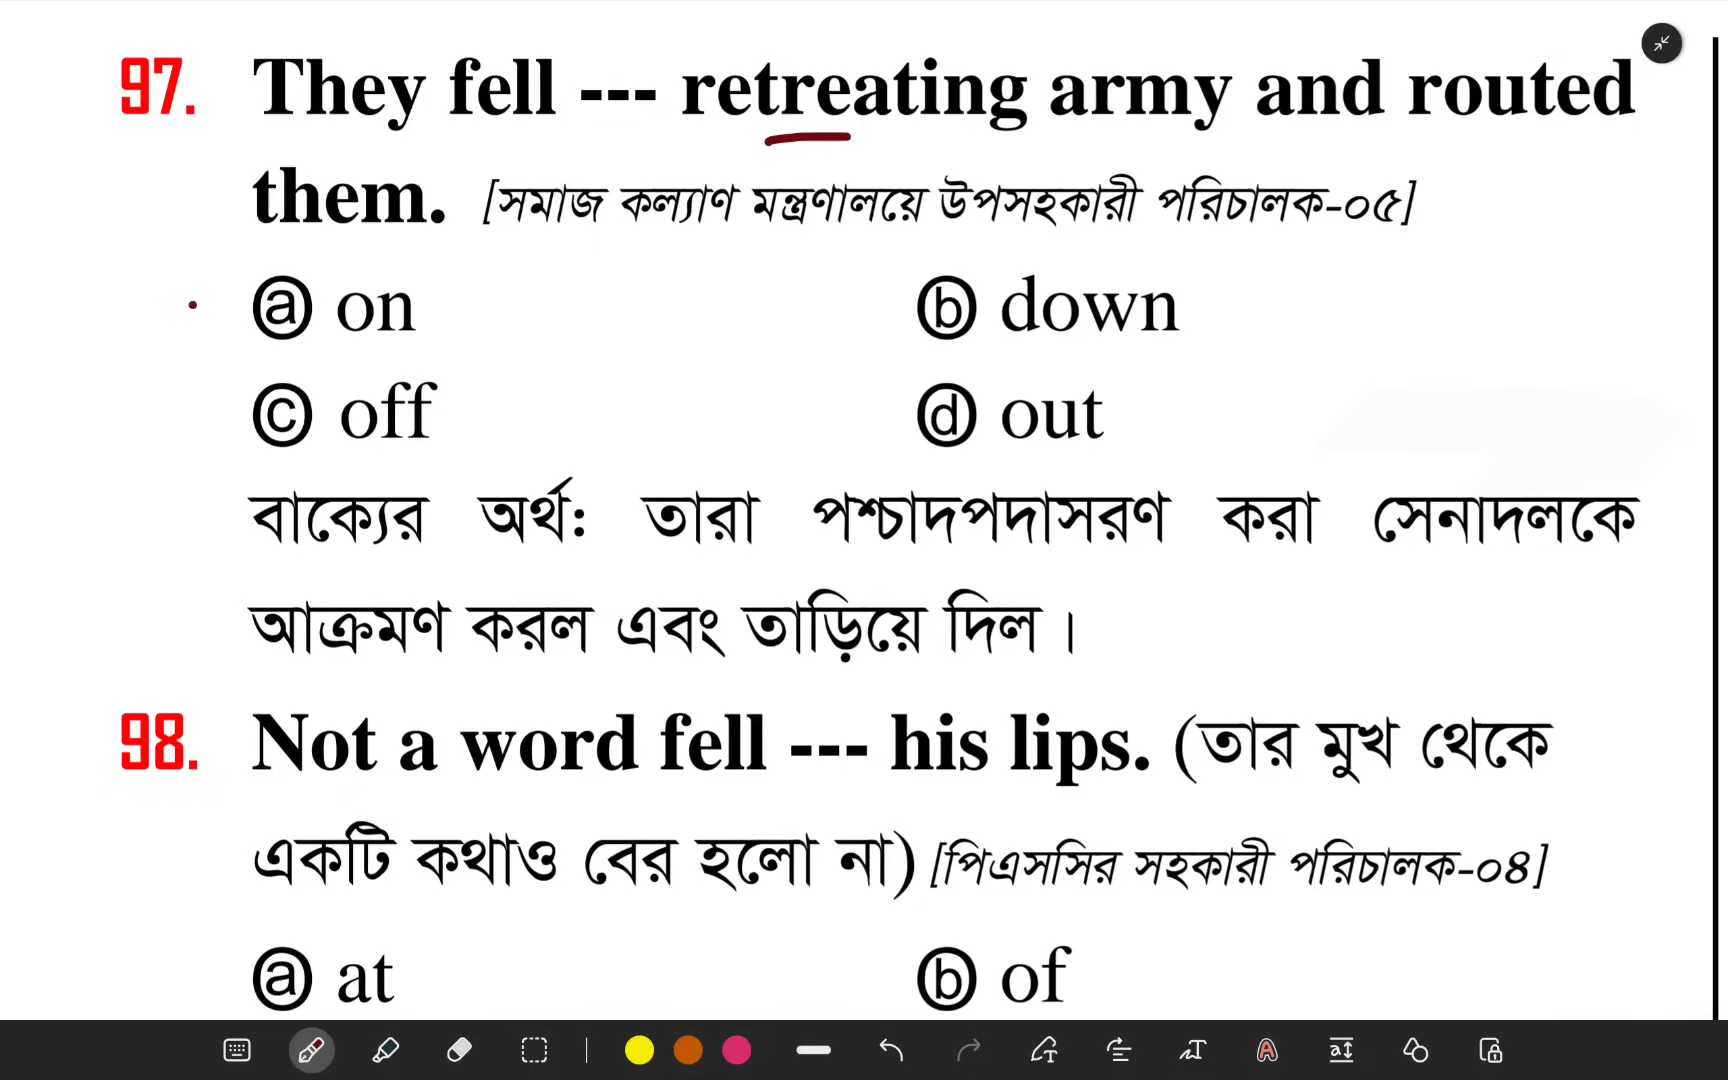 97. They fell --- retreating army and routed
them. [সমাজ কল্যাণ মন্ত্রণালয়ে উপসহকারী পরিচালক-০৫]
ⓐ on ⓑ down
ⓒ off ⓓ out
বাক্যের অর্থঃ তারা পশ্চাদপদাসরণ করা সেনাদলকে
আক্রমণ করল এবং তাড়িয়ে দিল।
98. Not a word fell --- his lips. (তার মুখ থেকে
একটি কথাও বের হলো না) [পিএসসির সহকারী পরিচালক-০৪]
ⓐ at ⓑ of